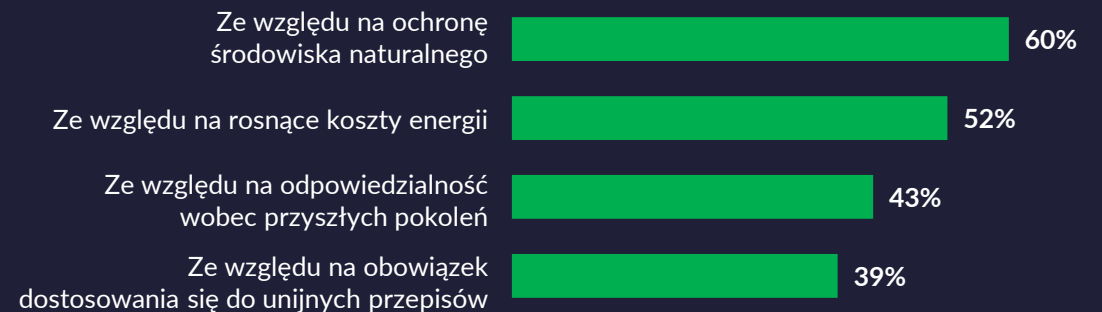 Ze względu na ochronę
środowiska naturalnego
60%
Ze względu na rosnące koszty energii
52%
Ze względu na odpowiedzialność
wobec przyszłych pokoleń
43%
Ze względu na obowiązek
dostosowania się do unijnych przepisów
39%